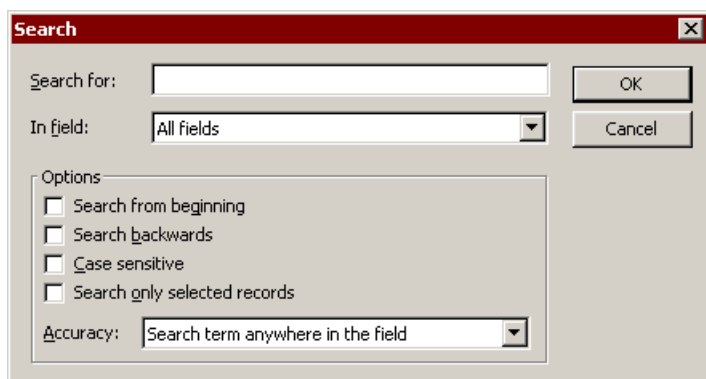 Search
Search for:
OK
In field:
All fields
Cancel
Options
Search from beginning
Search backwards
Case sensitive
Search only selected records
Accuracy:
Search term anywhere in the field